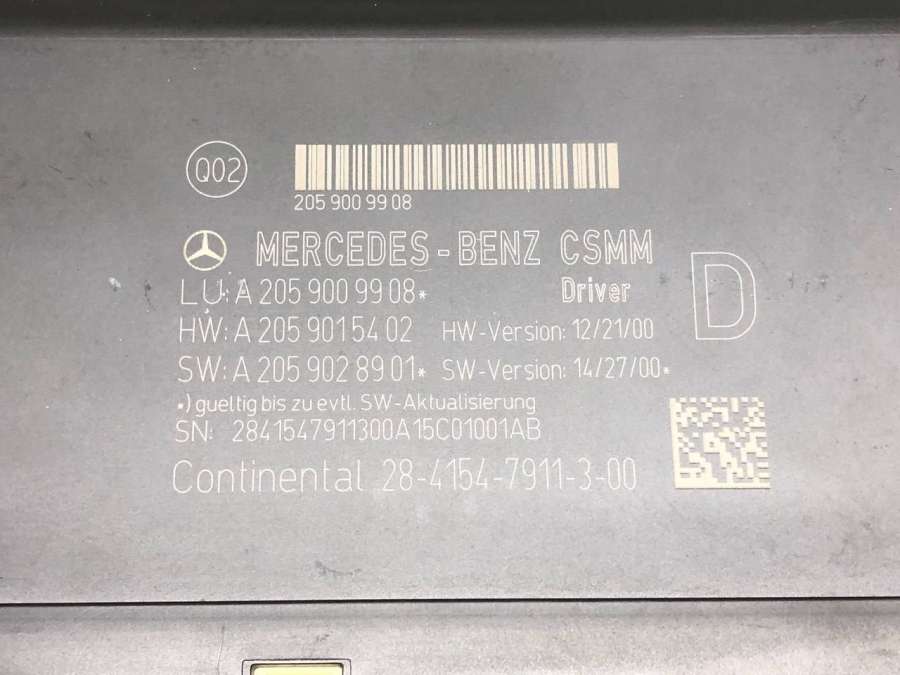 Q02
205 900 99 08
MERCEDES-BENZ CSMM
LU: A 205 900 99 08* Driver
D
HW: A 205 901 54 02 HW-Version: 12/21/00
SW: A 205 902 89 01* SW-Version: 14/27/00*
*) gueltig bis zu evtl. SW-Aktualisierung
SN: 2841547911300A15C01001AB
Continental 28-4154-7911-3-00